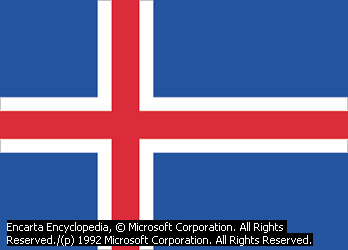 Encarta Encyclopedia, © Microsoft Corporation. All Rights
Reserved./(p) 1992 Microsoft Corporation. All Rights Reserved.